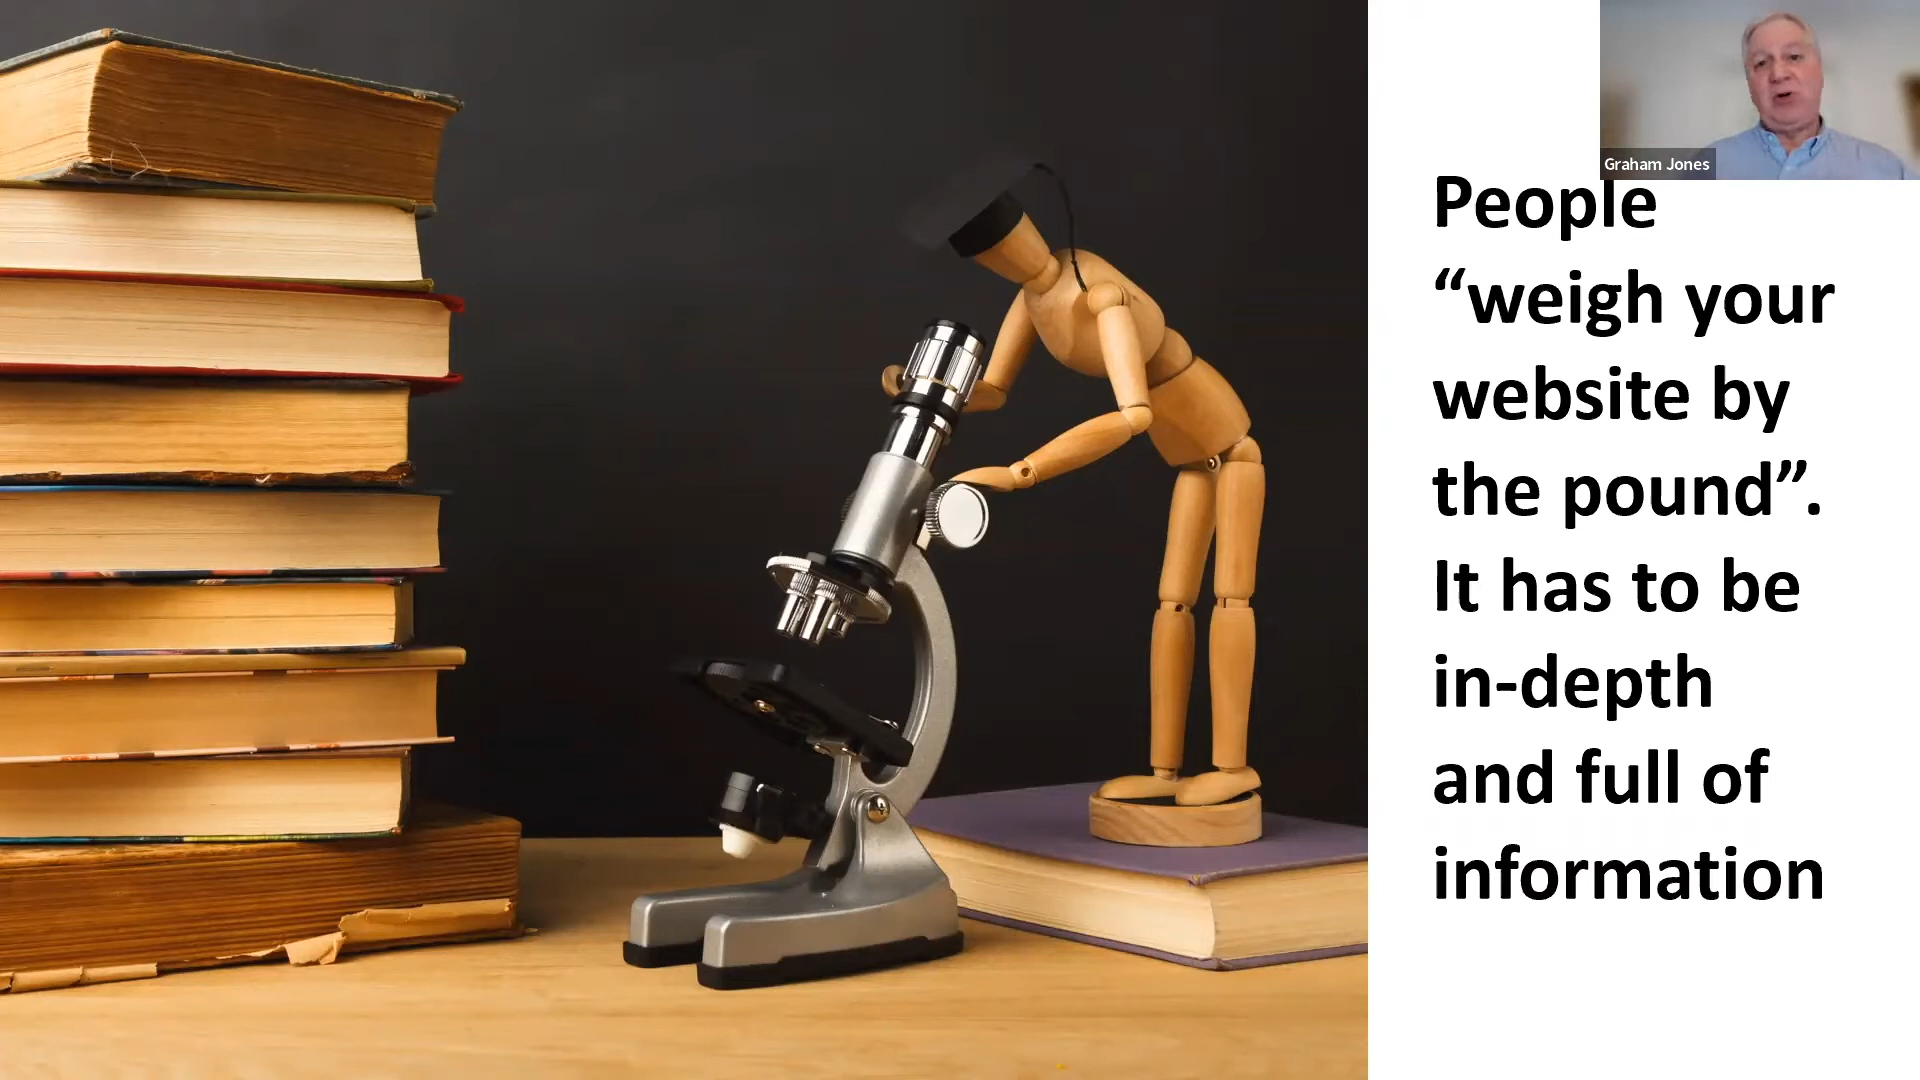 Graham Jones
People
“weigh your
website by
the pound”.
It has to be
in-depth
and full of
information